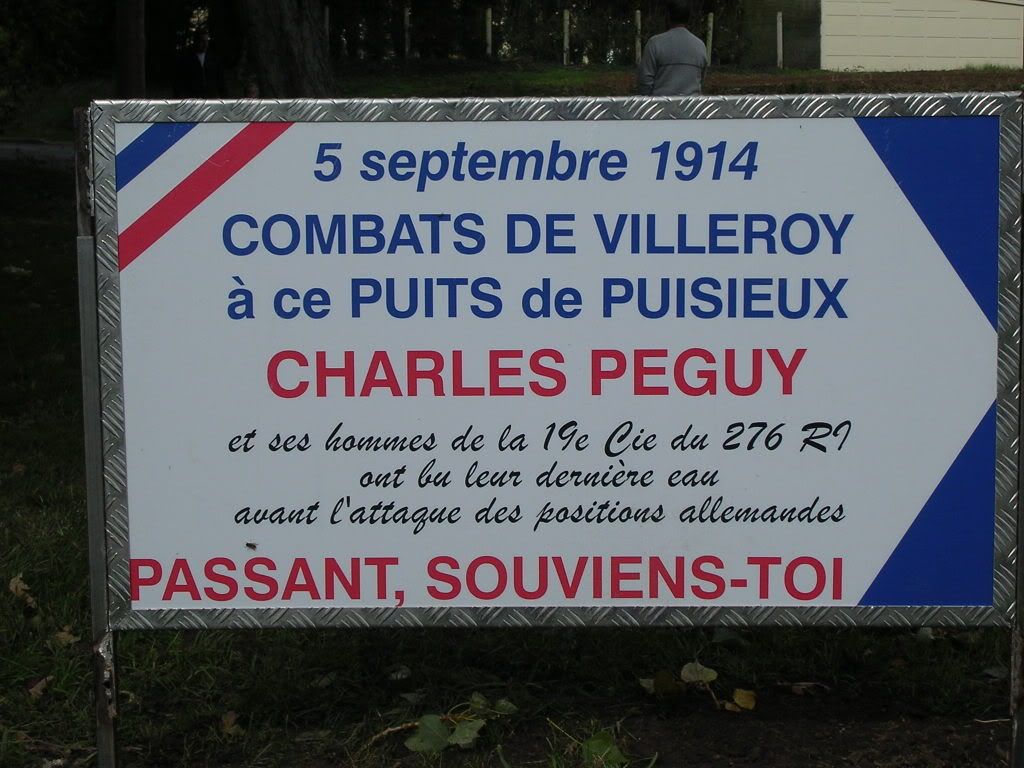 5 septembre 1914
COMBATS DE VILLEROY
à ce PUITS de PUISIEUX
CHARLES PEGUY
et ses hommes de la 19e Cie du 276 RI
ont bu leur dernière eau
avant l'attaque des positions allemandes
PASSANT, SOUVIENS-TOI